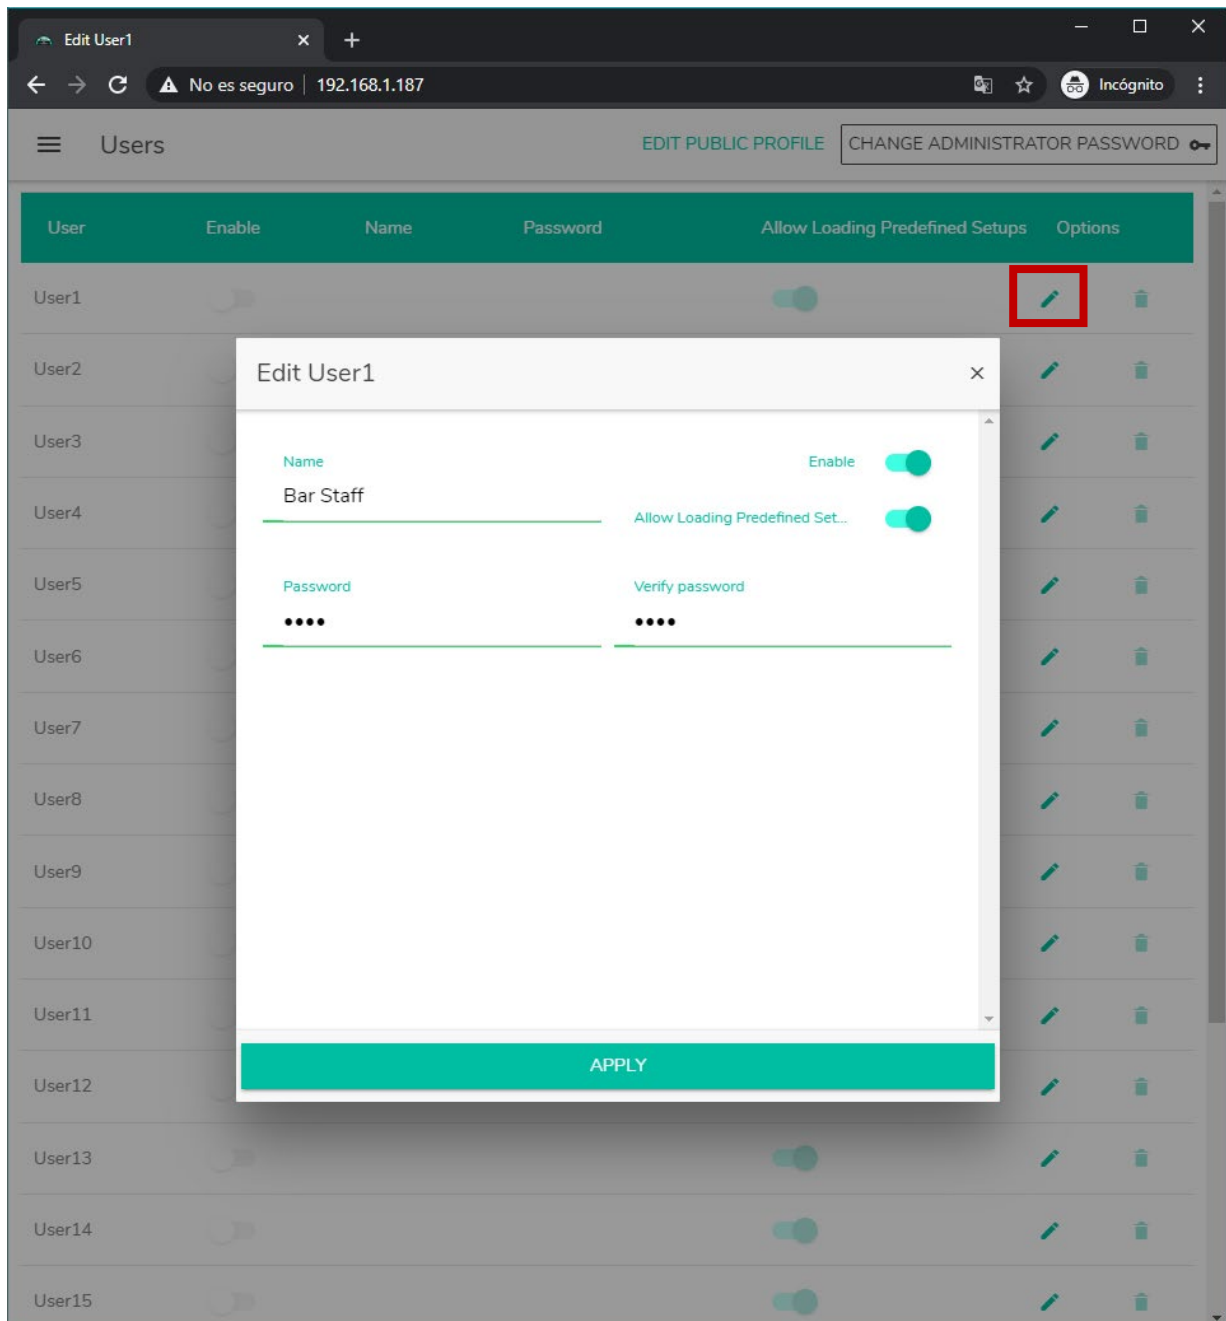 Edit User1
No es seguro | 192.168.1.187
Incógnito
Users
EDIT PUBLIC PROFILE
CHANGE ADMINISTRATOR PASSWORD
User Enable Name Password Allow Loading Predefined Setups Options
User1
User2
Edit User1
User3
Name
Enable
Bar Staff
User4
Allow Loading Predefined Set...
User5
Password
Verify password
••••
••••
User6
User7
User8
User9
User10
User11
APPLY
User12
User13
User14
User15